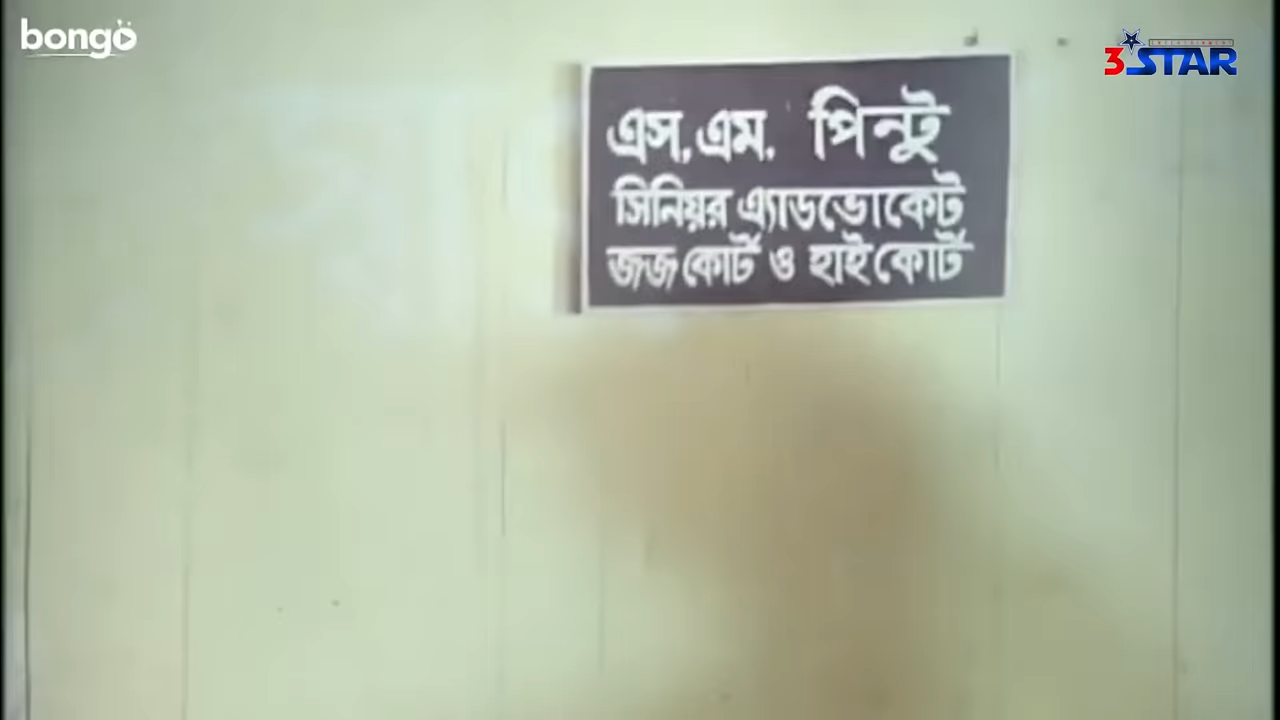 bongo
3STAR
এস.এম. পিন্টু
সিনিয়র এ্যাডভোকেট
জজ কোর্ট ও হাইকোর্ট